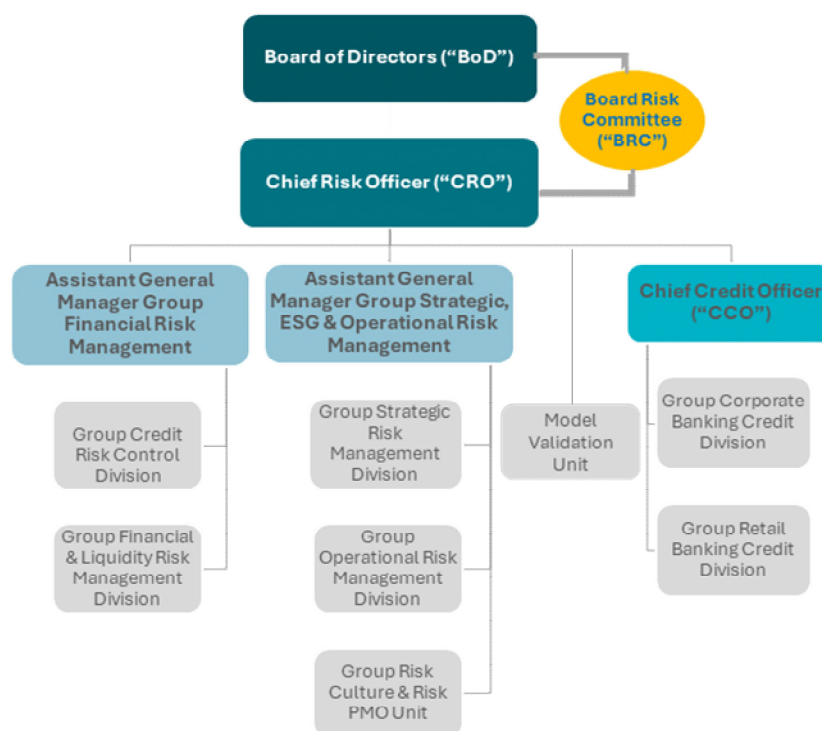 Board of Directors (“BoD”)
Board Risk
Committee
(“BRC”)
Chief Risk Officer (“CRO”)
Assistant General
Manager Group
Financial Risk
Management
Assistant General
Manager Group Strategic,
ESG & Operational Risk
Management
Chief Credit Officer
(“CCO”)
Group Credit
Risk Control
Division
Group Financial
& Liquidity Risk
Management
Division
Group Strategic
Risk
Management
Division
Group
Operational Risk
Management
Division
Group Risk
Culture & Risk
PMO Unit
Model
Validation
Unit
Group Corporate
Banking Credit
Division
Group Retail
Banking Credit
Division